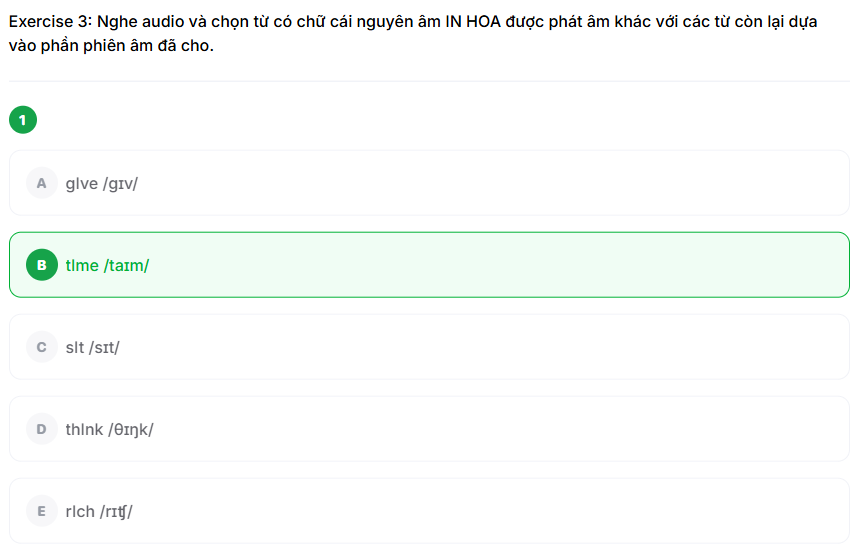 Exercise 3: Nghe audio và chọn từ có chữ cái nguyên âm IN HOA được phát âm khác với các từ còn lại dựa
vào phần phiên âm đã cho.
1
A gIve /gɪv/
B tIme /taɪm/
C sIt /sɪt/
D thInk /θɪŋk/
E rIch /rɪʧ/